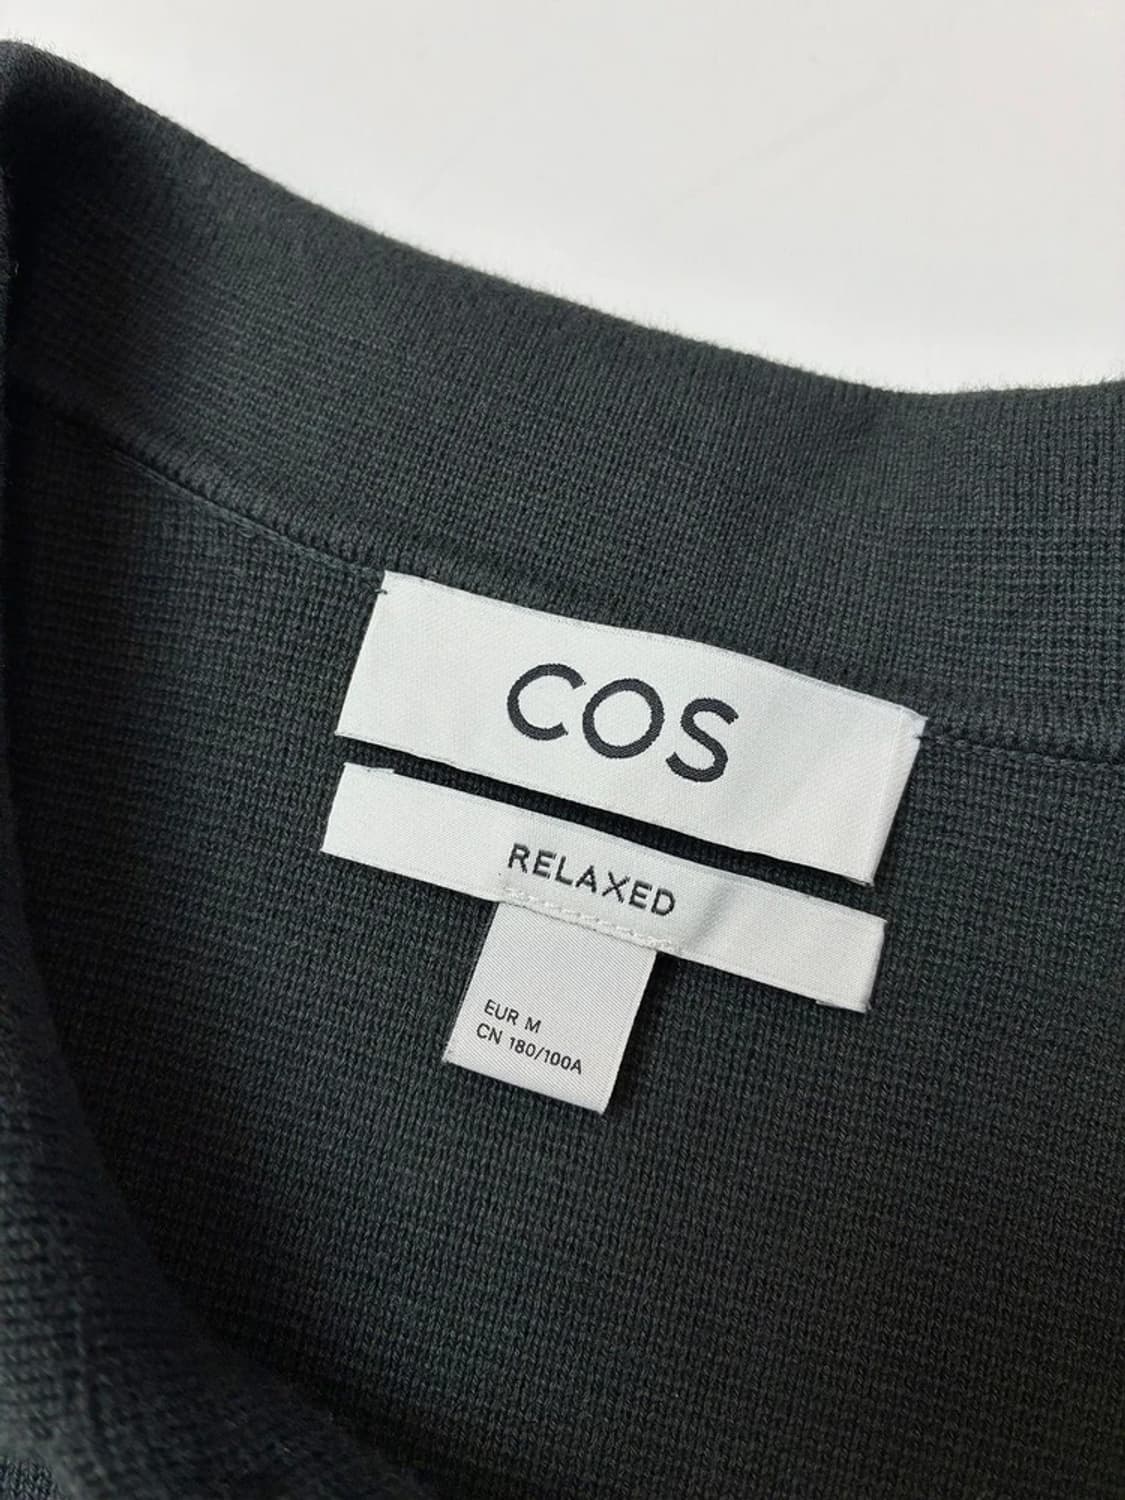 COS
RELAXED
EUR M
CN 180/100A